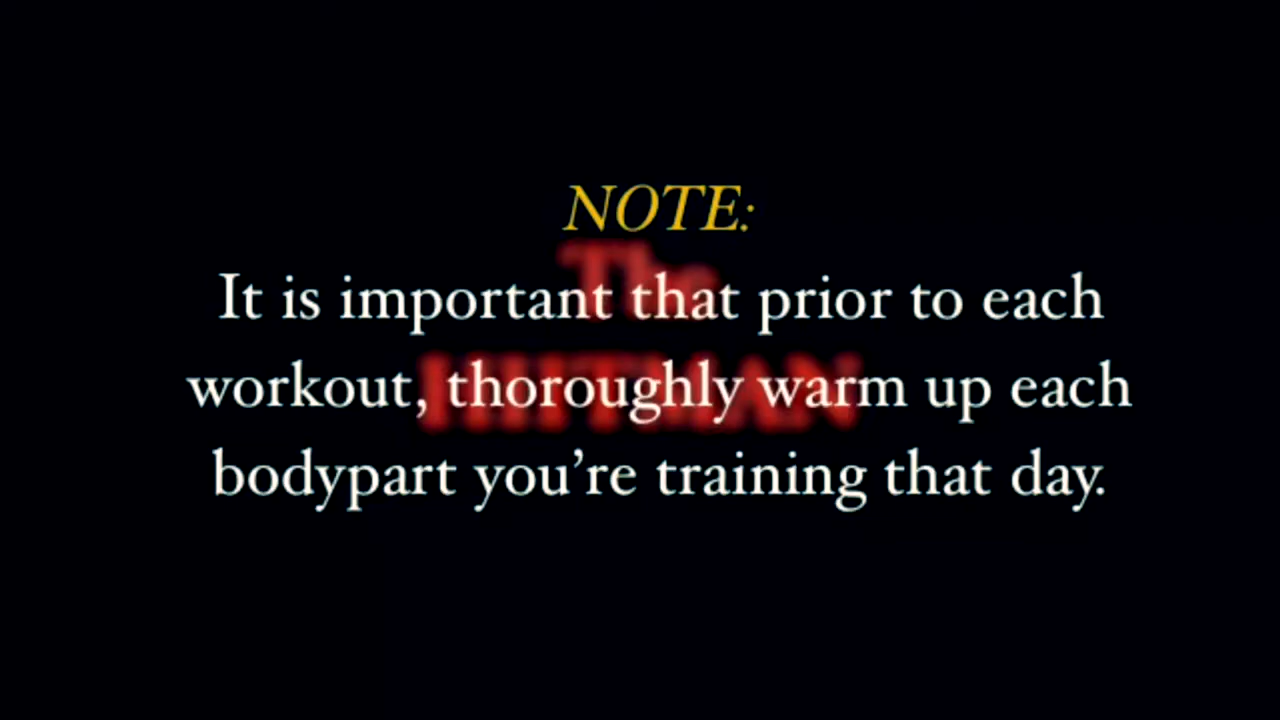 NOTE:
It is important that prior to each
workout, thoroughly warm up each
bodypart you're training that day.
The